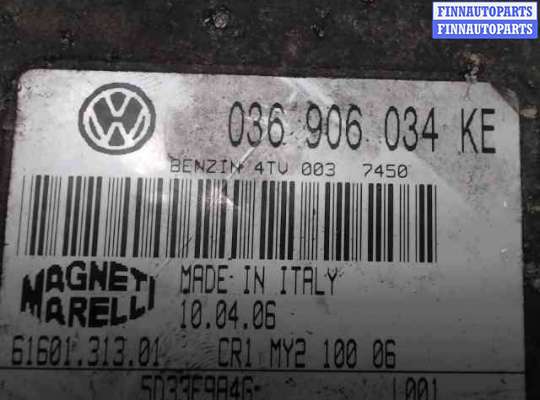 FINNAUTOPARTS
FINNAUTOPARTS
036 906 034 KE
BENZIN 4TV 003 7450
MAGNETI
MARELLI
MADE IN ITALY
10.04.06
61601.313.01 CR1 MY2 100 06
L001